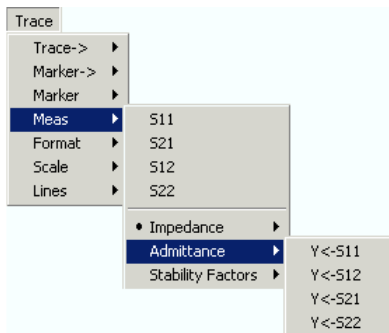 Trace
Trace->
Marker->
Marker
Meas
Format
Scale
Lines
S11
S21
S12
S22
• Impedance
Admittance
Stability Factors
Y<-S11
Y<-S12
Y<-S21
Y<-S22